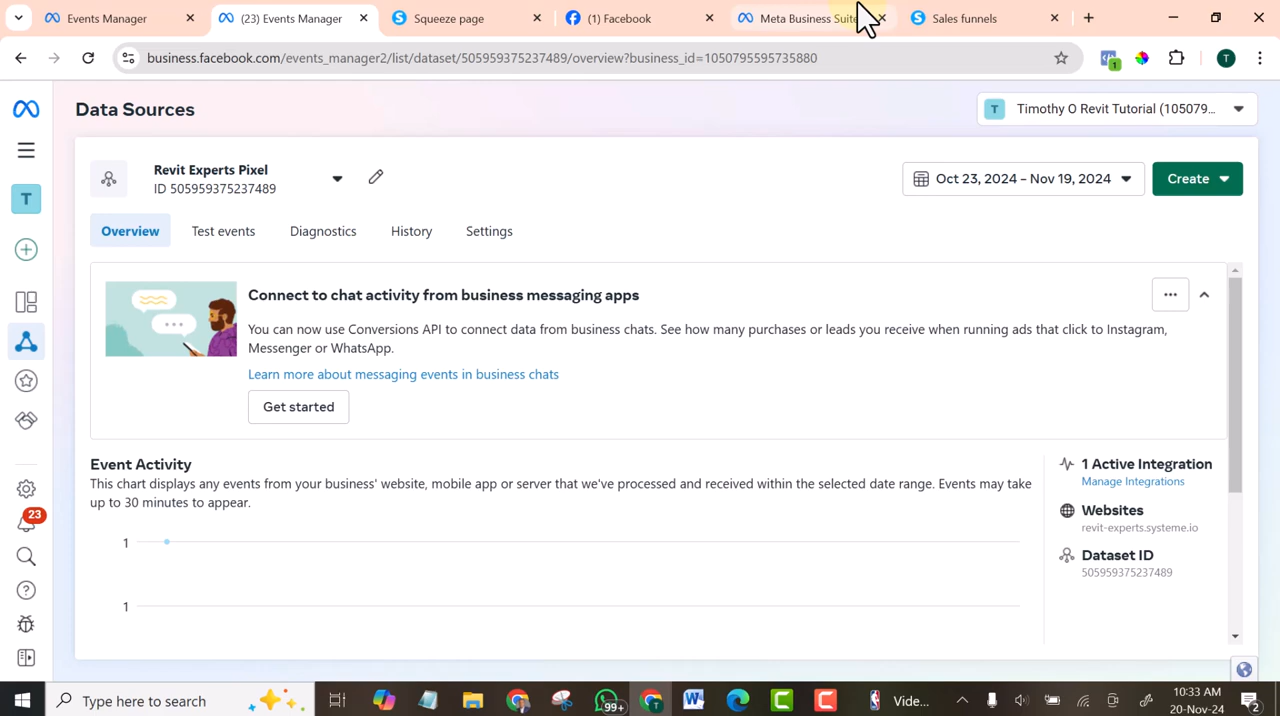 Events Manager
(23) Events Manager
Squeeze page
(1) Facebook
Meta Business Suite
Sales funnels
business.facebook.com/events_manager2/list/dataset/505959375237489/overview?business_id=1050795595735880
1
T
Data Sources
T
Timothy O Revit Tutorial (105079...
Revit Experts Pixel
ID 505959375237489
Oct 23, 2024 – Nov 19, 2024
Create
T
Overview
Test events
Diagnostics
History
Settings
Connect to chat activity from business messaging apps
You can now use Conversions API to connect data from business chats. See how many purchases or leads you receive when running ads that click to Instagram,
Messenger or WhatsApp.
Learn more about messaging events in business chats
Get started
Event Activity
This chart displays any events from your business' website, mobile app or server that we've processed and received within the selected date range. Events may take
up to 30 minutes to appear.
1
1
1 Active Integration
Manage Integrations
Websites
revit-experts.systeme.io
Dataset ID
505959375237489
23
Type here to search
99+
Vide...
10:33 AM
20-Nov-24
2